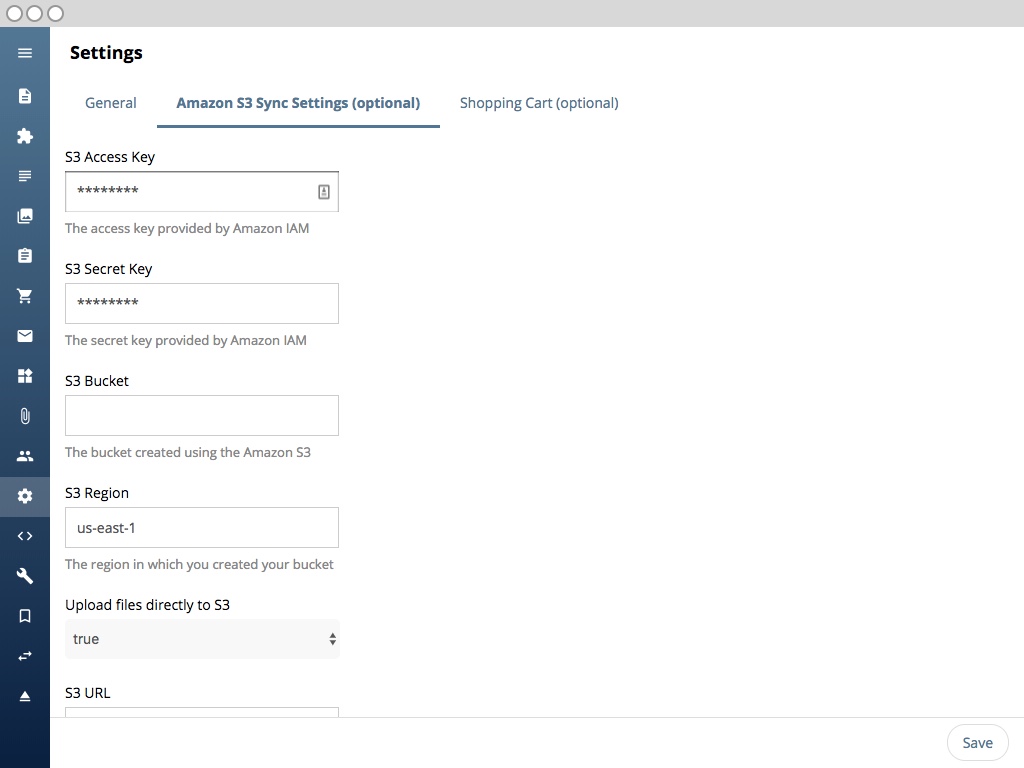 Settings
General
Amazon S3 Sync Settings (optional)
Shopping Cart (optional)
S3 Access Key
********
The access key provided by Amazon IAM
S3 Secret Key
********
The secret key provided by Amazon IAM
S3 Bucket
The bucket created using the Amazon S3
S3 Region
us-east-1
The region in which you created your bucket
Upload files directly to S3
true
S3 URL
Save